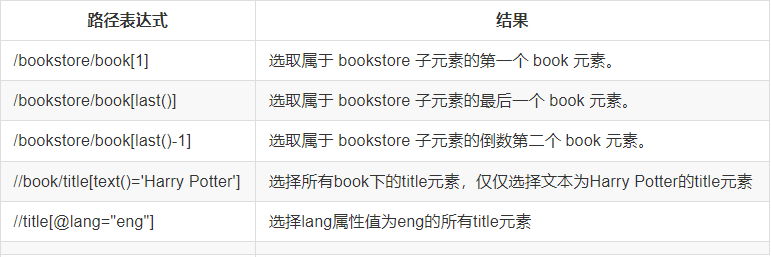 路径表达式 结果
/bookstore/book[1] 选取属于 bookstore 子元素的第一个 book 元素。
/bookstore/book[last()] 选取属于 bookstore 子元素的最后一个 book 元素。
/bookstore/book[last()-1] 选取属于 bookstore 子元素的倒数第二个 book 元素。
//book/title[text()='Harry Potter'] 选择所有book下的title元素，仅仅选择文本为Harry Potter的title元素
//title[@lang="eng"] 选择lang属性值为eng的所有title元素